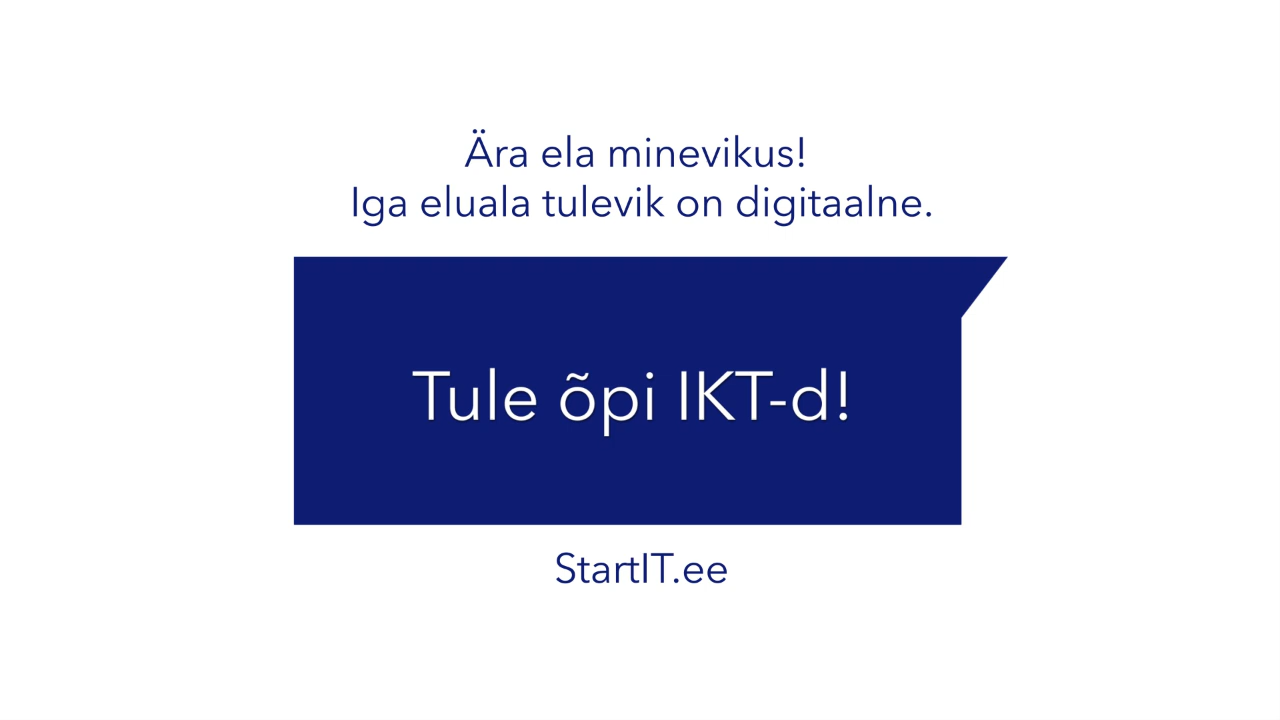 Ära ela minevikus!
Iga eluala tulevik on digitaalne.
Tule õpi IKT-d!
StartIT.ee